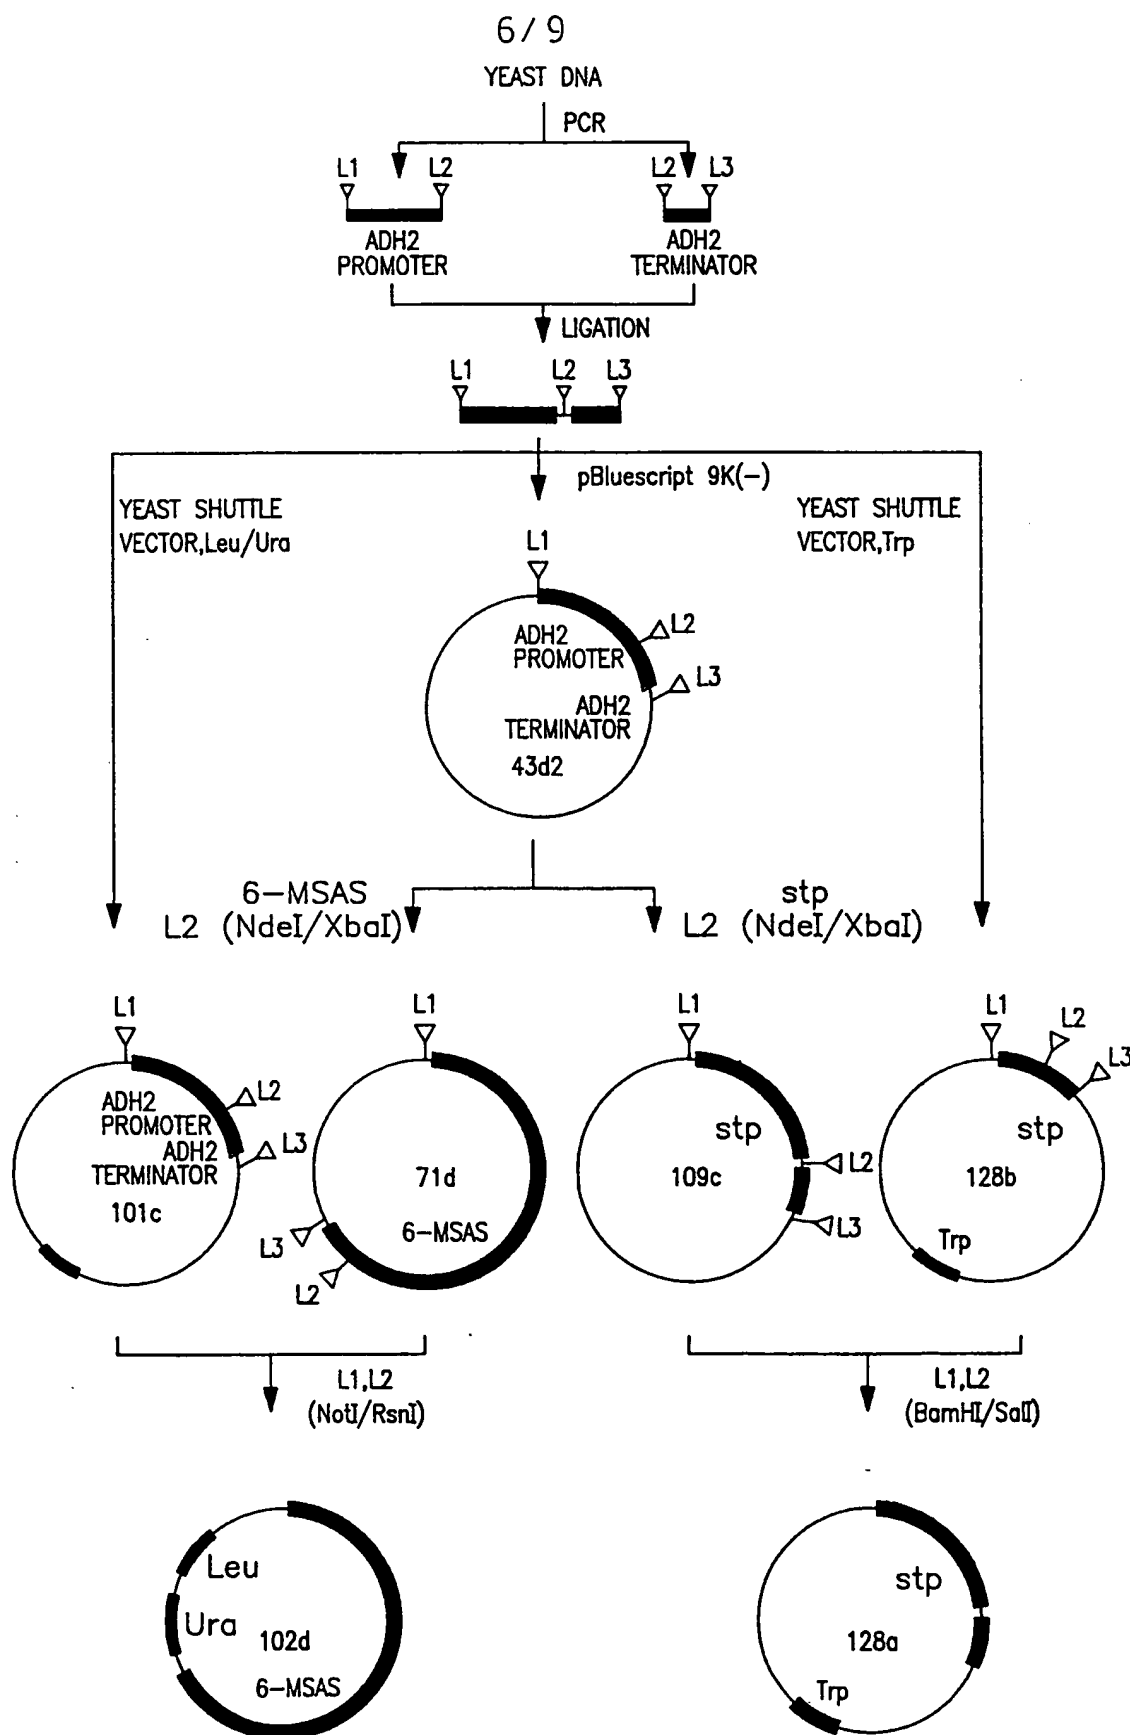 6/9
YEAST DNA
PCR
L1 L2 L2 L3
ADH2
PROMOTER
ADH2
TERMINATOR
LIGATION
L1 L2 L3
pBluescript 9K(-)
YEAST SHUTTLE
VECTOR,Leu/Ura
YEAST SHUTTLE
VECTOR,Trp
L1
L2
L3
ADH2
PROMOTER
ADH2
TERMINATOR
43d2
6-MSAS
L2 (NdeI/XbaI)
stp
L2 (NdeI/XbaI)
L1
ADH2
PROMOTER
ADH2
TERMINATOR
101c
L2
L3
L1
71d
6-MSAS
L3
L2
L1
stp
109c
L2
L3
L1
L2
L3
stp
128b
Trp
L1,L2
(NotI/RsnI)
L1,L2
(BamHI/SalI)
Leu
Ura
102d
6-MSAS
stp
128a
Trp